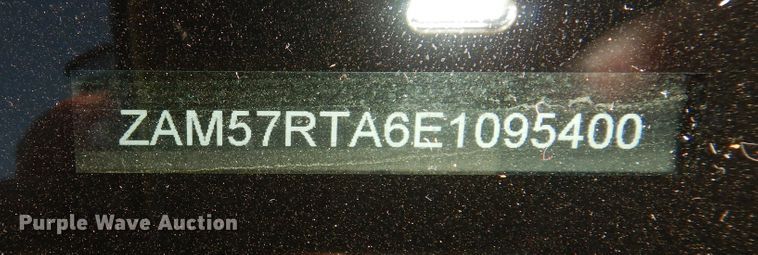 ZAM57RTA6E1095400
Purple Wave Auction